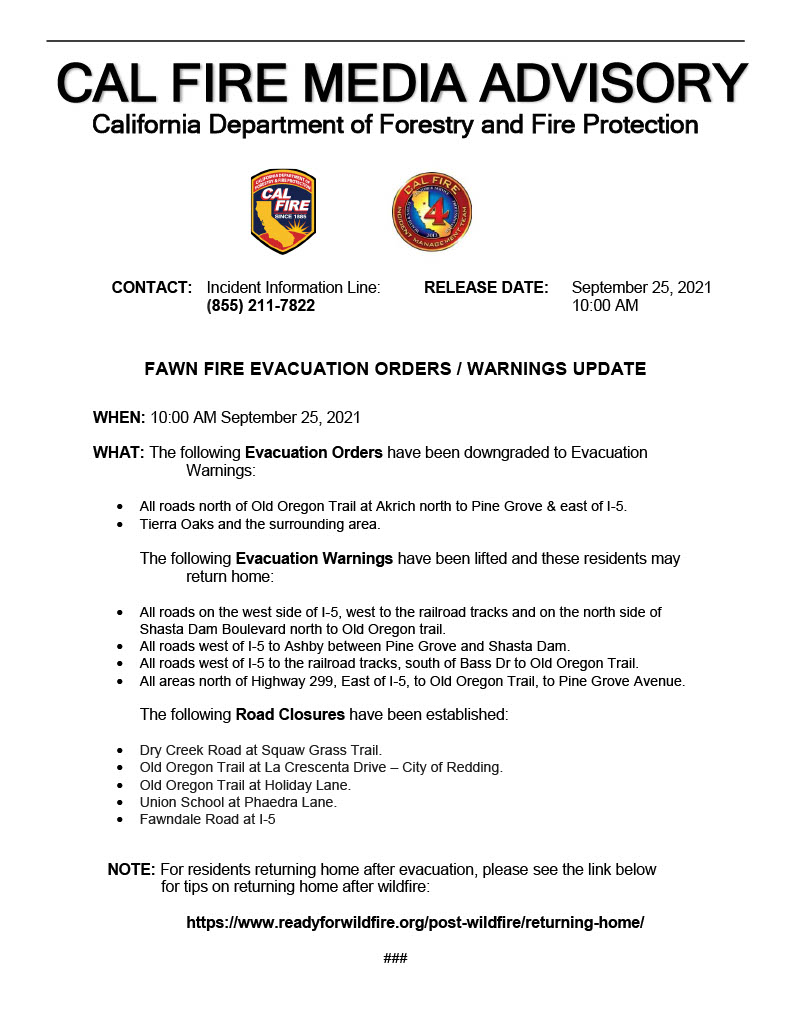 CAL FIRE MEDIA ADVISORY
California Department of Forestry and Fire Protection
CALIFORNIA DEPARTMENT OF
FORESTRY & FIRE PROTECTION
CAL
FIRE
SINCE 1885
CAL FIRE
4
INCIDENT MANAGEMENT TEAM
CONTACT: Incident Information Line: RELEASE DATE: September 25, 2021
(855) 211-7822 10:00 AM
FAWN FIRE EVACUATION ORDERS / WARNINGS UPDATE
WHEN: 10:00 AM September 25, 2021
WHAT: The following Evacuation Orders have been downgraded to Evacuation
Warnings:
• All roads north of Old Oregon Trail at Akrich north to Pine Grove & east of I-5.
• Tierra Oaks and the surrounding area.
The following Evacuation Warnings have been lifted and these residents may
return home:
• All roads on the west side of I-5, west to the railroad tracks and on the north side of
Shasta Dam Boulevard north to Old Oregon trail.
• All roads west of I-5 to Ashby between Pine Grove and Shasta Dam.
• All roads west of I-5 to the railroad tracks, south of Bass Dr to Old Oregon Trail.
• All areas north of Highway 299, East of I-5, to Old Oregon Trail, to Pine Grove Avenue.
The following Road Closures have been established:
• Dry Creek Road at Squaw Grass Trail.
• Old Oregon Trail at La Crescenta Drive – City of Redding.
• Old Oregon Trail at Holiday Lane.
• Union School at Phaedra Lane.
• Fawndale Road at I-5
NOTE: For residents returning home after evacuation, please see the link below
for tips on returning home after wildfire:
https://www.readyforwildfire.org/post-wildfire/returning-home/
###